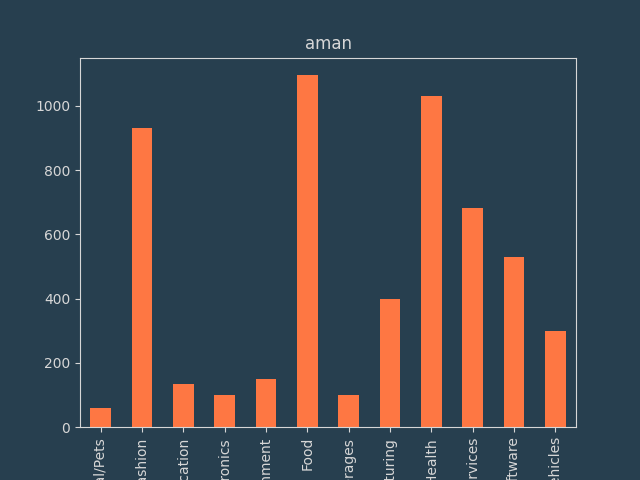 aman
1000
800
600
400
200
0
al/Pets
ashion
cation
ronics
nment
Food
rages
turing
Health
rvices
ftware
ehicles